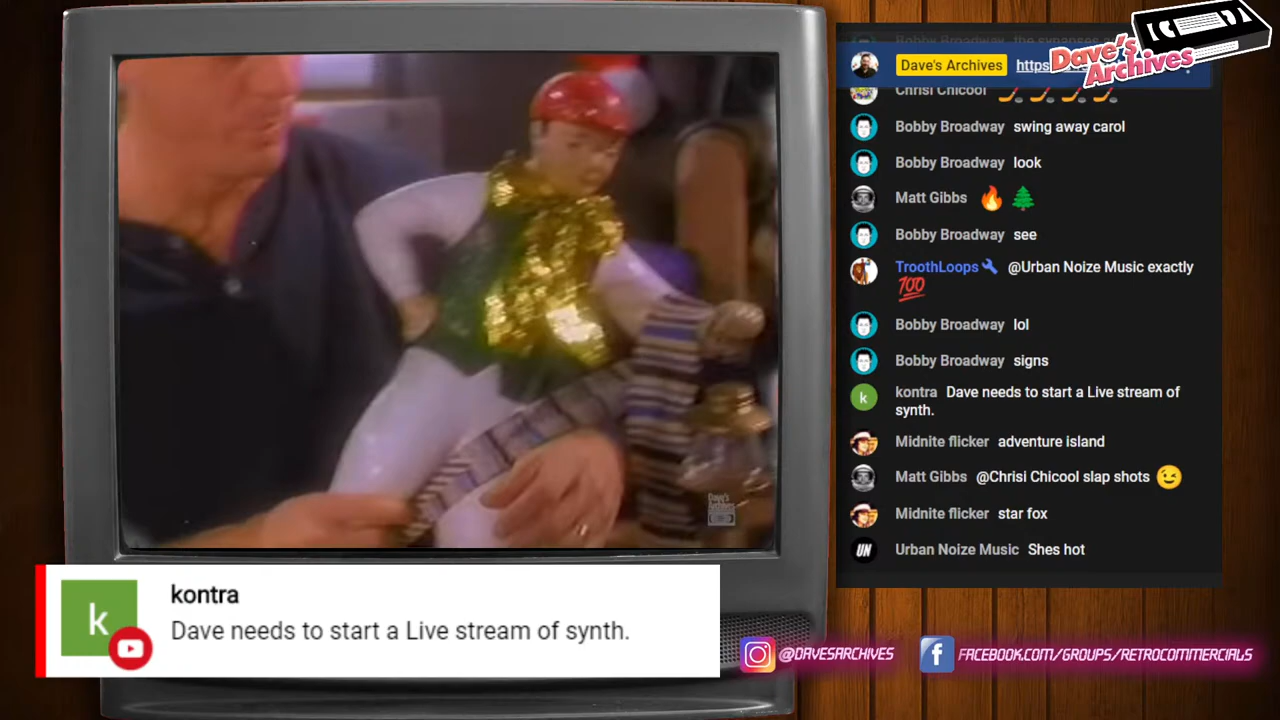 Dave's Archives https
Dave's
Archives
Chrisi Chicool
Bobby Broadway swing away carol
Bobby Broadway look
Matt Gibbs
Bobby Broadway see
TroothLoops @Urban Noize Music exactly
100
Bobby Broadway lol
Bobby Broadway signs
k kontra Dave needs to start a Live stream of
synth.
Midnite flicker adventure island
Matt Gibbs @Chrisi Chicool slap shots
Midnite flicker star fox
UN Urban Noize Music Shes hot
Dave's
Archives
kontra
k Dave needs to start a Live stream of synth.
@DAVESARCHIVES
FACEBOOK.COM/GROUPS/RETROCOMMERCIALS